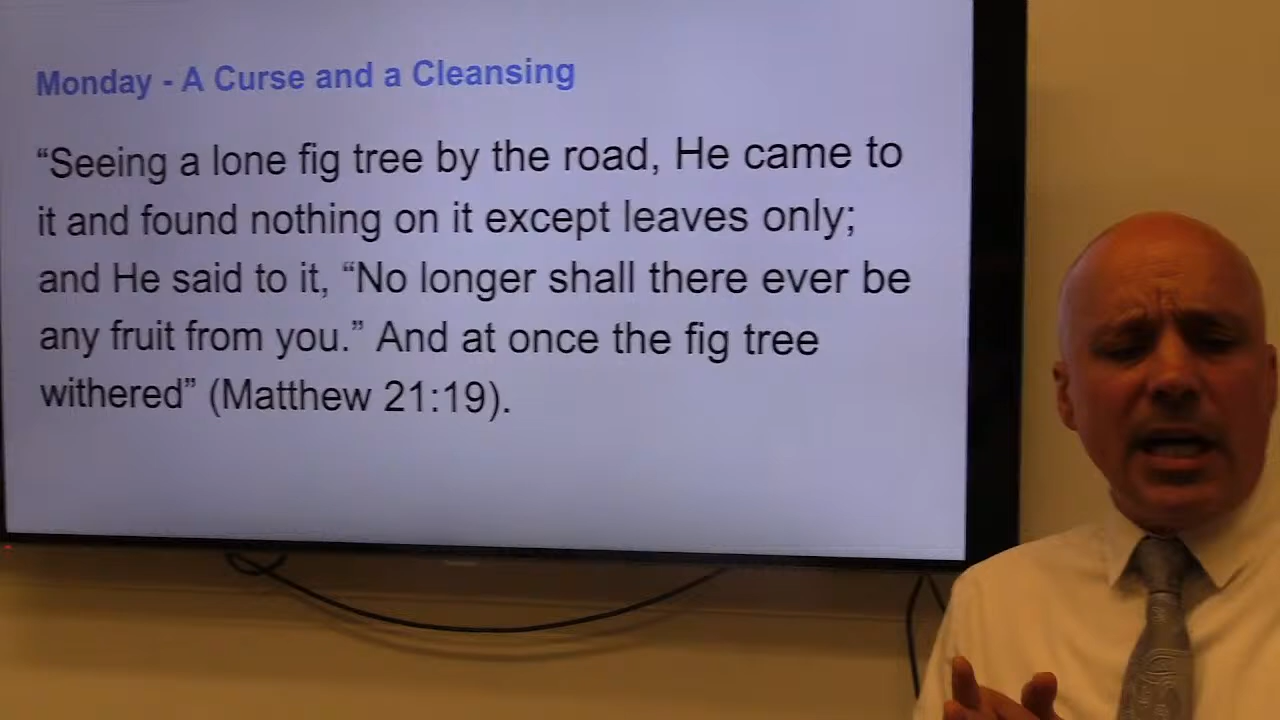 Monday - A Curse and a Cleansing
“Seeing a lone fig tree by the road, He came to
it and found nothing on it except leaves only;
and He said to it, “No longer shall there ever be
any fruit from you.” And at once the fig tree
withered” (Matthew 21:19).